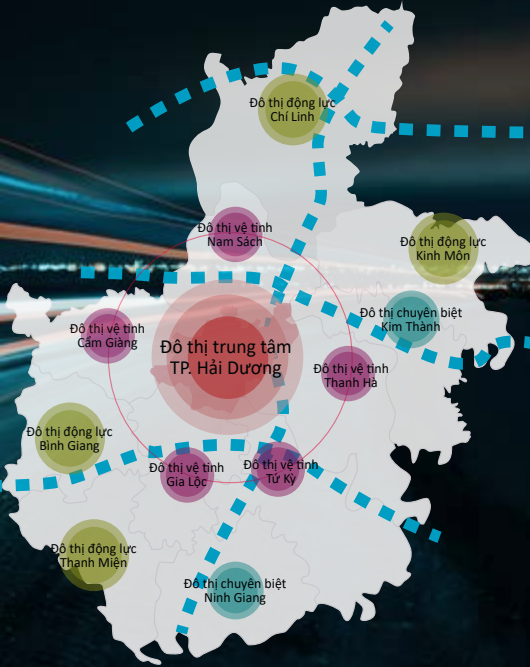 Đô thị động lực
Chí Linh
Đô thị vệ tinh
Nam Sách
Đô thị động lực
Kinh Môn
Đô thị chuyên biệt
Kim Thành
Đô thị vệ tinh
Cẩm Giàng
Đô thị trung tâm
TP. Hải Dương
Đô thị vệ tinh
Thanh Hà
Đô thị động lực
Bình Giang
Đô thị vệ tinh
Gia Lộc
Đô thị vệ tinh
Tứ Kỳ
Đô thị động lực
Thanh Miện
Đô thị chuyên biệt
Ninh Giang